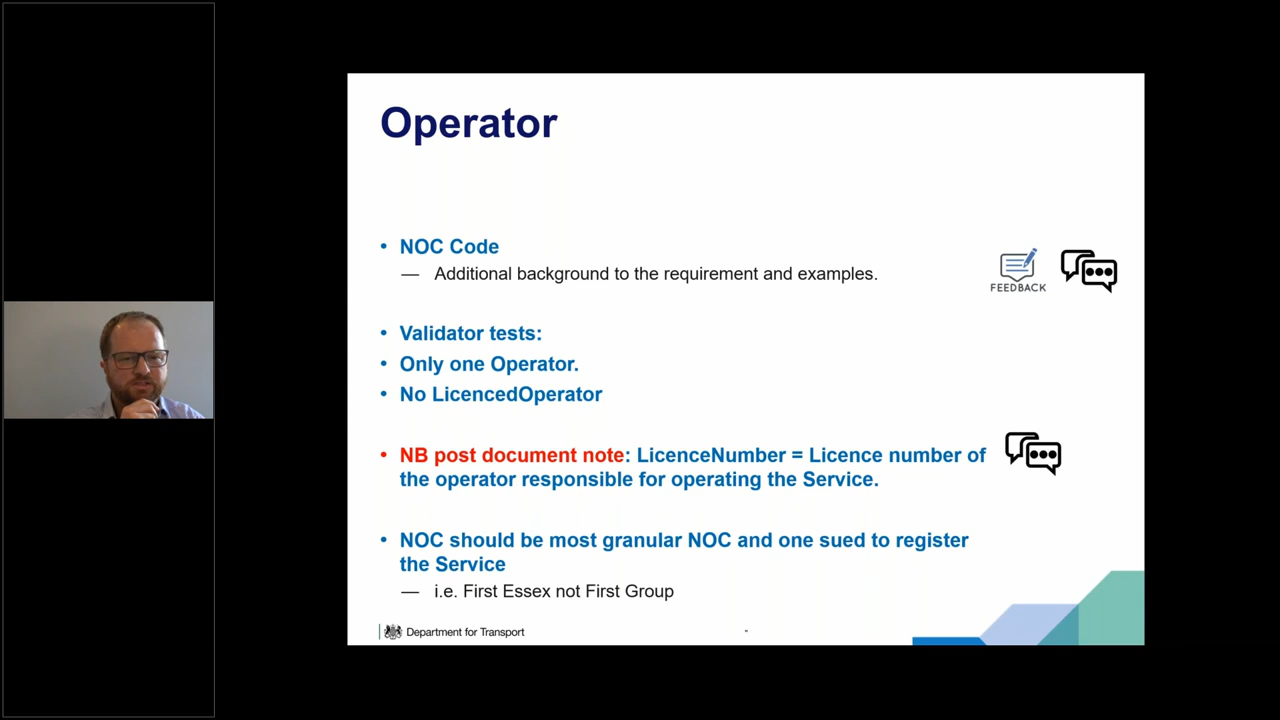 Operator
• NOC Code
— Additional background to the requirement and examples.
FEEDBACK
• Validator tests:
• Only one Operator.
• No LicencedOperator
• NB post document note: LicenceNumber = Licence number of
the operator responsible for operating the Service.
• NOC should be most granular NOC and one sued to register
the Service
— i.e. First Essex not First Group
Department for Transport
"